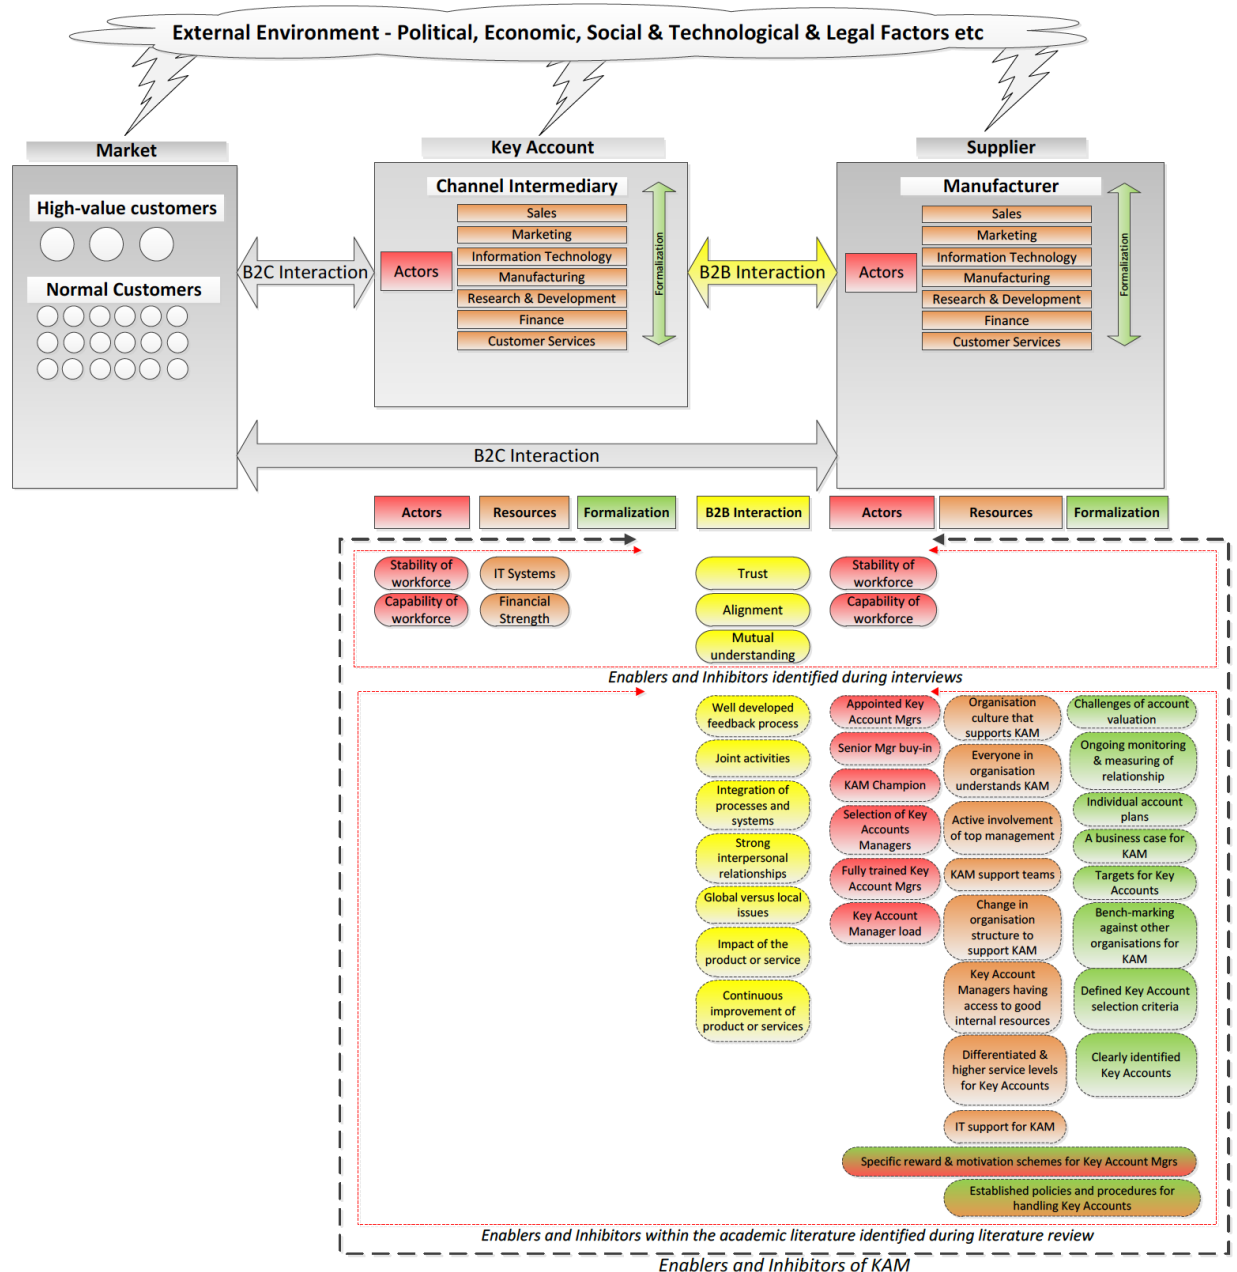 External Environment - Political, Economic, Social & Technological & Legal Factors etc
Market
High-value customers
Normal Customers
B2C Interaction
Key Account
Channel Intermediary
Actors
Sales
Marketing
Information Technology
Manufacturing
Research & Development
Finance
Customer Services
Formalization
B2B Interaction
Supplier
Manufacturer
Actors
Sales
Marketing
Information Technology
Manufacturing
Research & Development
Finance
Customer Services
Formalization
B2C Interaction
Actors
Resources
Formalization
B2B Interaction
Actors
Resources
Formalization
Stability of
workforce
Capability of
workforce
IT Systems
Financial
Strength
Trust
Alignment
Mutual
understanding
Stability of
workforce
Capability of
workforce
Enablers and Inhibitors identified during interviews
Well developed
feedback process
Joint activities
Integration of
processes and
systems
Strong
interpersonal
relationships
Global versus local
issues
Impact of the
product or service
Continuous
improvement of
product or services
Appointed Key
Account Mgrs
Senior Mgr buy-in
KAM Champion
Selection of Key
Accounts
Managers
Fully trained Key
Account Mgrs
Key Account
Manager load
Organisation
culture that
supports KAM
Everyone in
organisation
understands KAM
Active involvement
of top management
KAM support teams
Change in
organisation
structure to
support KAM
Key Account
Managers having
access to good
internal resources
Differentiated &
higher service levels
for Key Accounts
IT support for KAM
Challenges of account
valuation
Ongoing monitoring
& measuring of
relationship
Individual account
plans
A business case for
KAM
Targets for Key
Accounts
Bench-marking
against other
organisations for
KAM
Defined Key Account
selection criteria
Clearly identified
Key Accounts
Specific reward & motivation schemes for Key Account Mgrs
Established policies and procedures for
handling Key Accounts
Enablers and Inhibitors within the academic literature identified during literature review
Enablers and Inhibitors of KAM